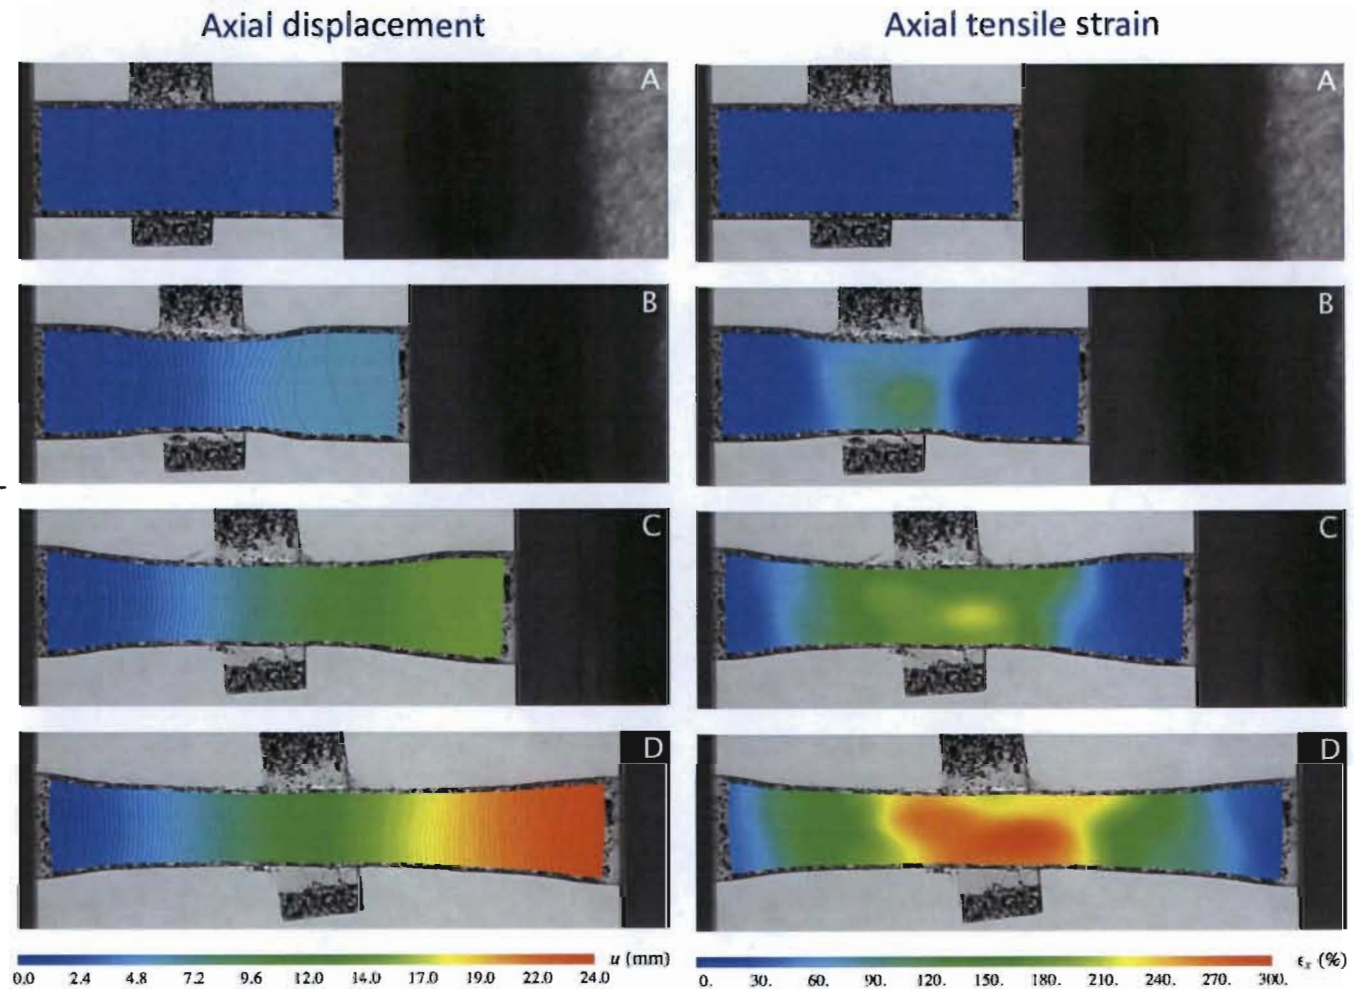 Axial displacement
Axial tensile strain
A
A
B
B
C
C
D
D
0.0 2.4 4.8 7.2 9.6 12.0 14.0 17.0 19.0 22.0 24.0 u (mm)
0. 30. 60. 90. 120. 150. 180. 210. 240. 270. 300. ϵx (%)